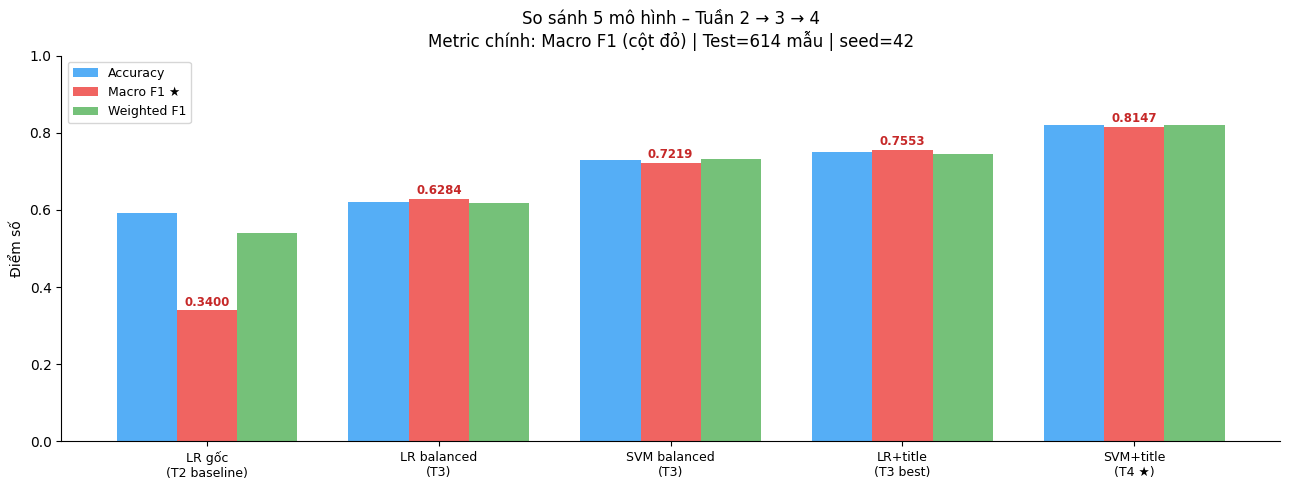 So sánh 5 mô hình – Tuần 2 → 3 → 4
Metric chính: Macro F1 (cột đỏ) | Test=614 mẫu | seed=42
Accuracy
Macro F1 ★
Weighted F1
Điểm số
1.0
0.8
0.6
0.4
0.2
0.0
0.3400
0.6284
0.7219
0.7553
0.8147
LR gốc
(T2 baseline)
LR balanced
(T3)
SVM balanced
(T3)
LR+title
(T3 best)
SVM+title
(T4 ★)